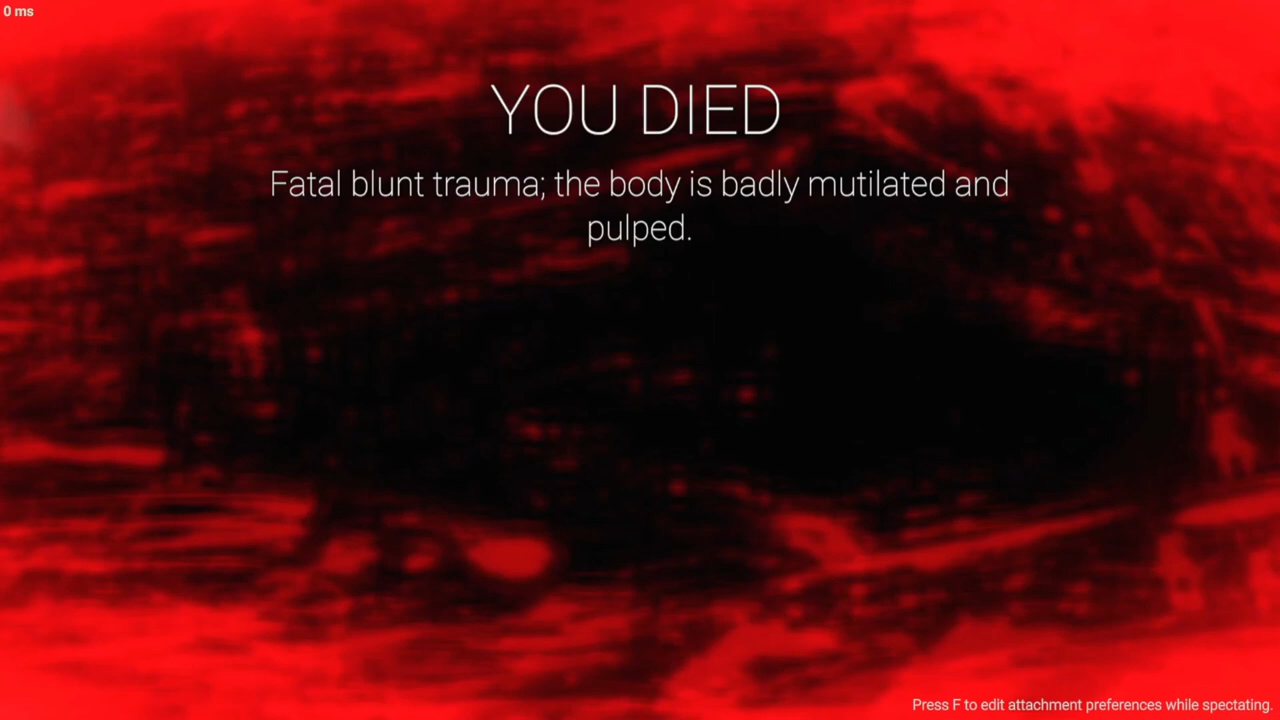 0 ms
YOU DIED
Fatal blunt trauma; the body is badly mutilated and
pulped.
Press F to edit attachment preferences while spectating.